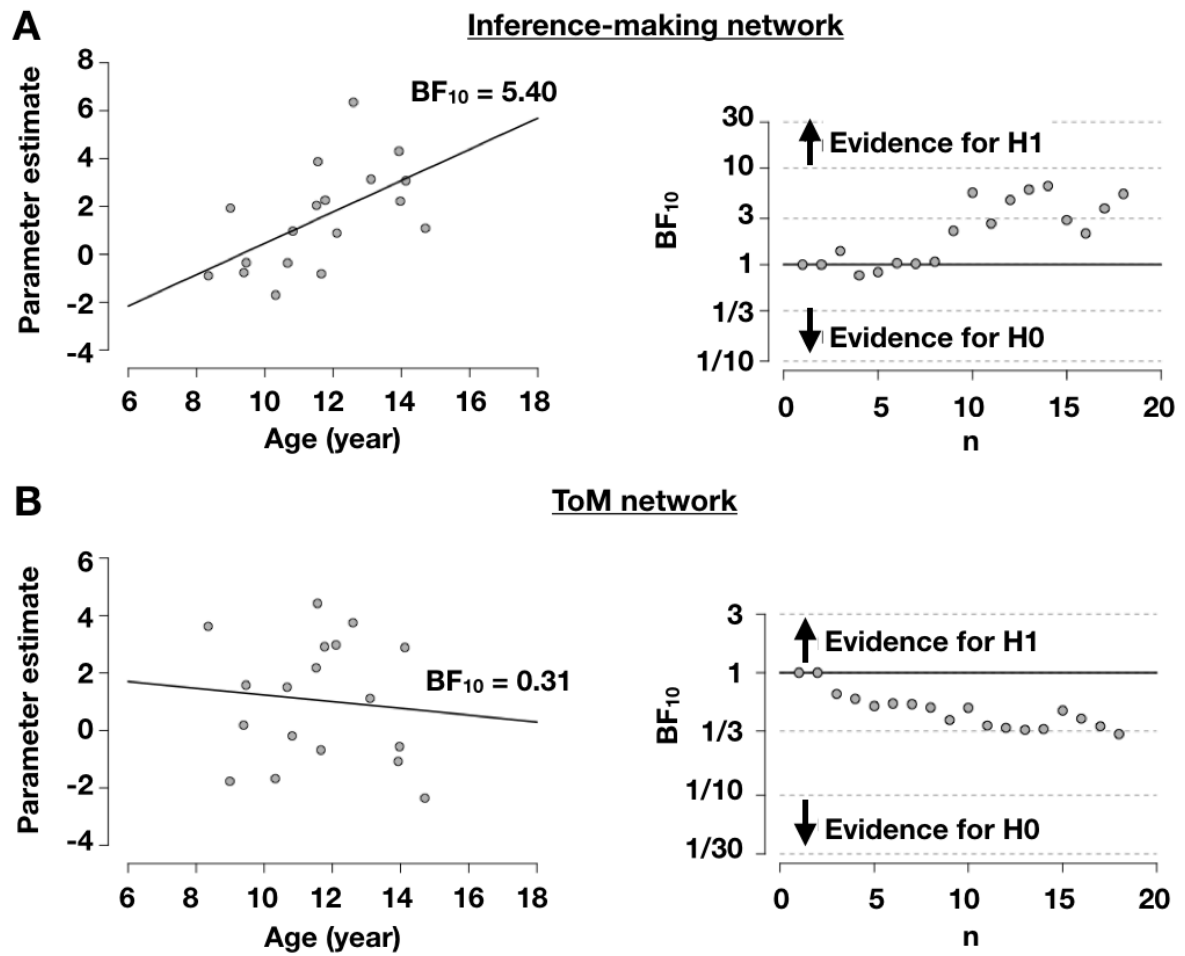 A
Inference-making network
Parameter estimate
8
6
4
2
0
-2
-4
BF₁₀ = 5.40
6 8 10 12 14 16 18
Age (year)
BF₁₀
30
10
3
1
1/3
1/10
Evidence for H1
Evidence for H0
0 5 10 15 20
n
B
ToM network
Parameter estimate
6
4
2
0
-2
-4
BF₁₀ = 0.31
6 8 10 12 14 16 18
Age (year)
BF₁₀
3
1
1/3
1/10
1/30
Evidence for H1
Evidence for H0
0 5 10 15 20
n